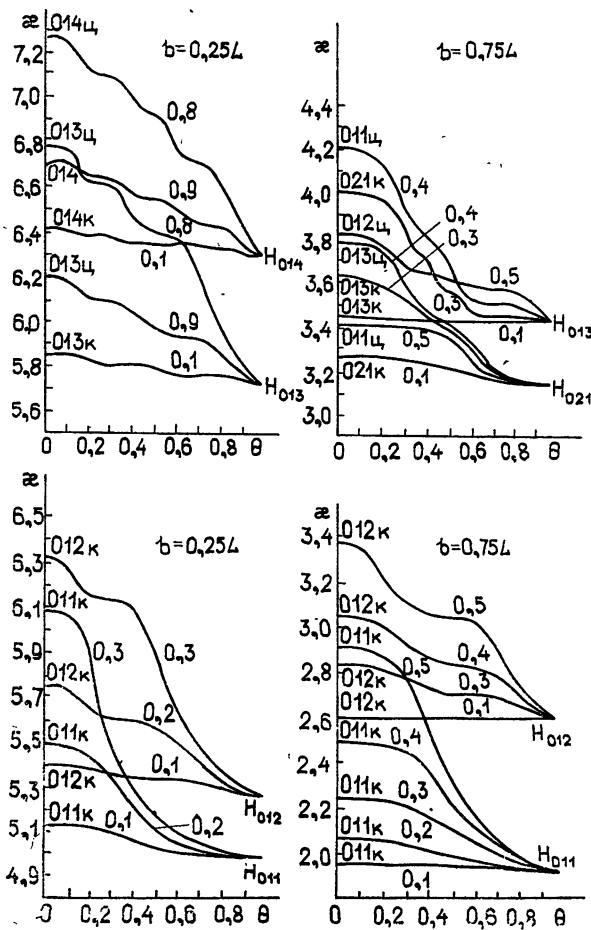 æ
014ц
b=0,25L
7,2
7,0
6,8
6,6
6,4
6,2
6,0
5,8
5,6
0,8
013ц
014
0,9
014к
0,8
0,1
H014
013ц
0,9
013к
0,1
H013
0 0,2 0,4 0,6 0,8 θ
æ
b=0,75L
4,4
4,2
4,0
3,8
3,6
3,4
3,2
3,0
011ц
0,4
021к
0,4
012ц
0,3
013ц
013к
0,5
013к
0,3
0,1
H013
011ц
0,5
021к
0,1
H021
0 0,2 0,4 0,6 0,8 θ
æ
6,5
6,3
6,1
5,9
5,7
5,5
5,3
5,1
4,9
012к
b=0,25L
011к
0,3
0,3
012к
0,2
011к
0,1
012к
H012
0,1
0,2
011к
H011
0 0,2 0,4 0,6 0,8 θ
æ
3,4
3,2
3,0
2,8
2,6
2,4
2,2
2,0
012к
b=0,75L
0,5
012к
011к
0,4
0,5
0,3
012к
0,1
012к
H012
011к
0,4
011к
0,3
011к
0,2
H011
011к
0,1
0 0,2 0,4 0,6 0,8 θ